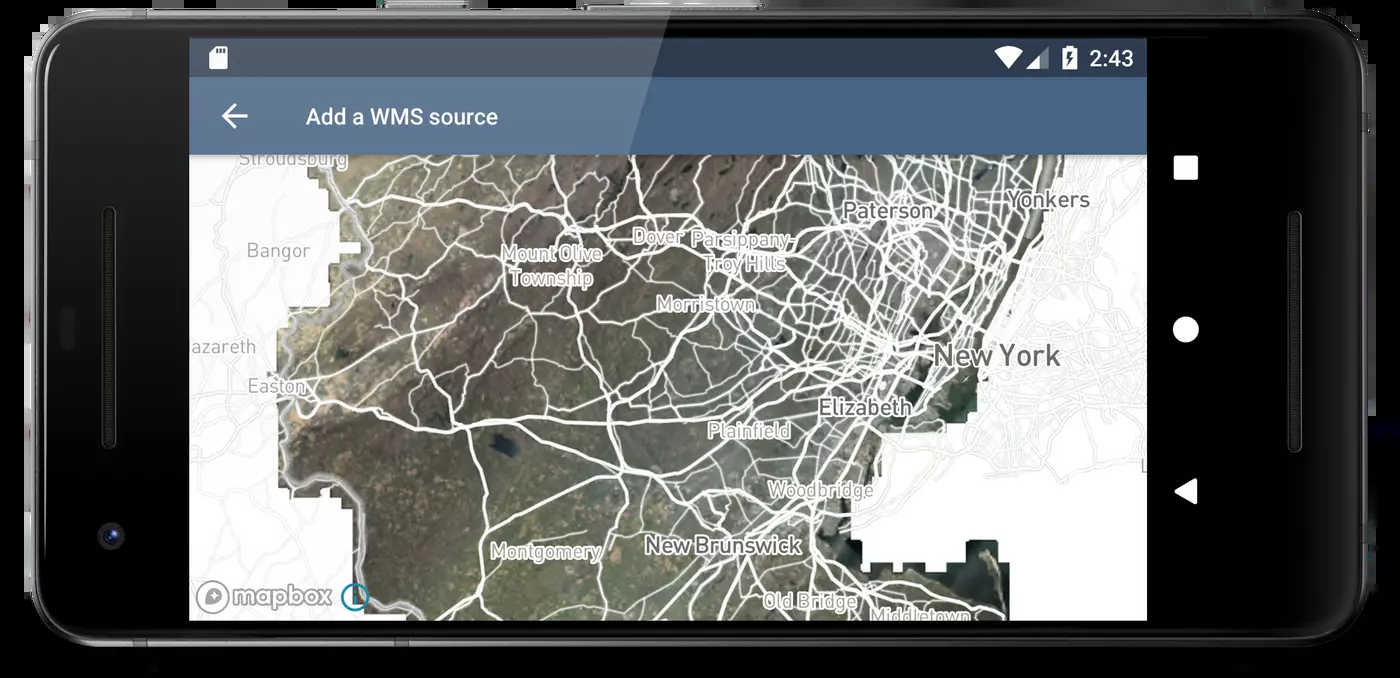 2:43
Add a WMS source
Stroudsburg
Yonkers
Paterson
Bangor
Dover
Parsippany-
Troy Hills
Mount Olive
Township
Morristown
azareth
New York
Easton
Elizabeth
Plainfield
Woodbridge
Montgomery
New Brunswick
mapbox
Old Bridge
Middletown